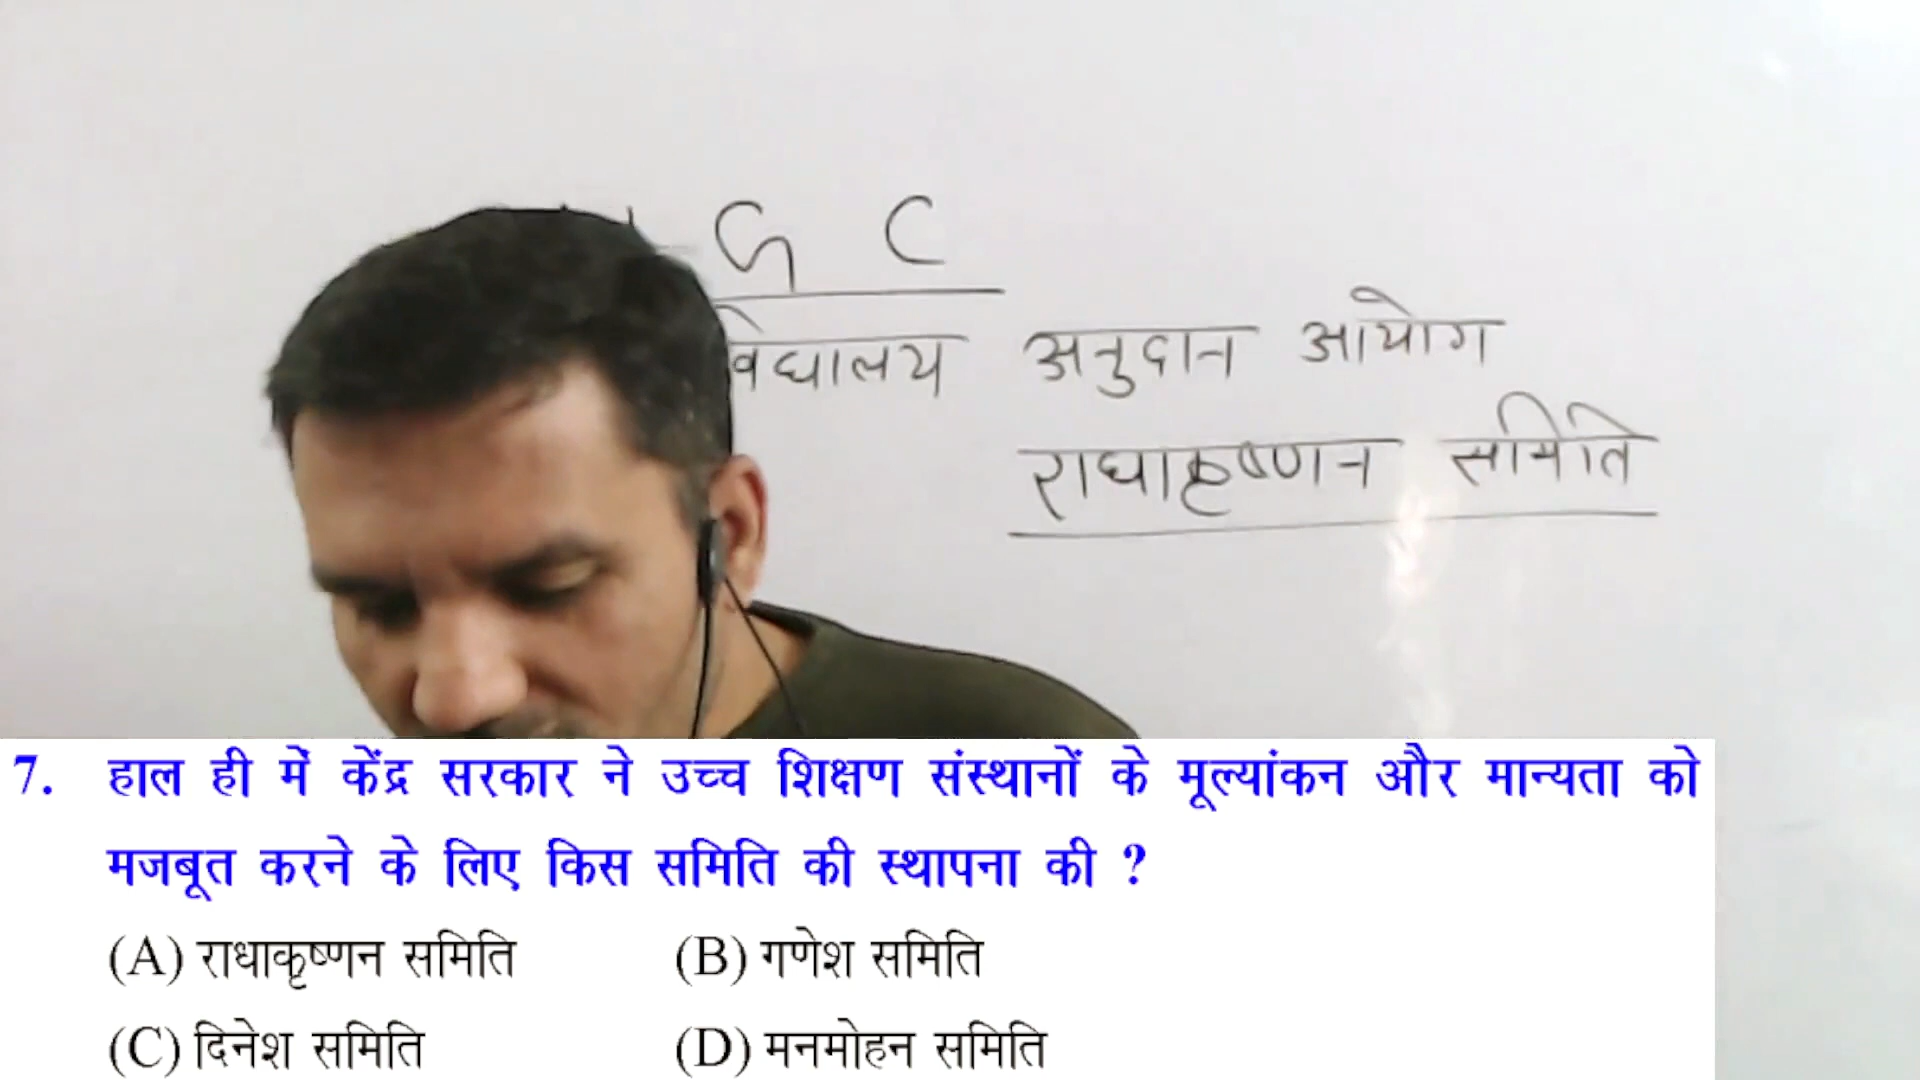 G C
विद्यालय अनुदान आयोग
राधाकृष्णन समिति
7. हाल ही में केंद्र सरकार ने उच्च शिक्षण संस्थानों के मूल्यांकन और मान्यता को
मजबूत करने के लिए किस समिति की स्थापना की ?
(A) राधाकृष्णन समिति (B) गणेश समिति
(C) दिनेश समिति (D) मनमोहन समिति